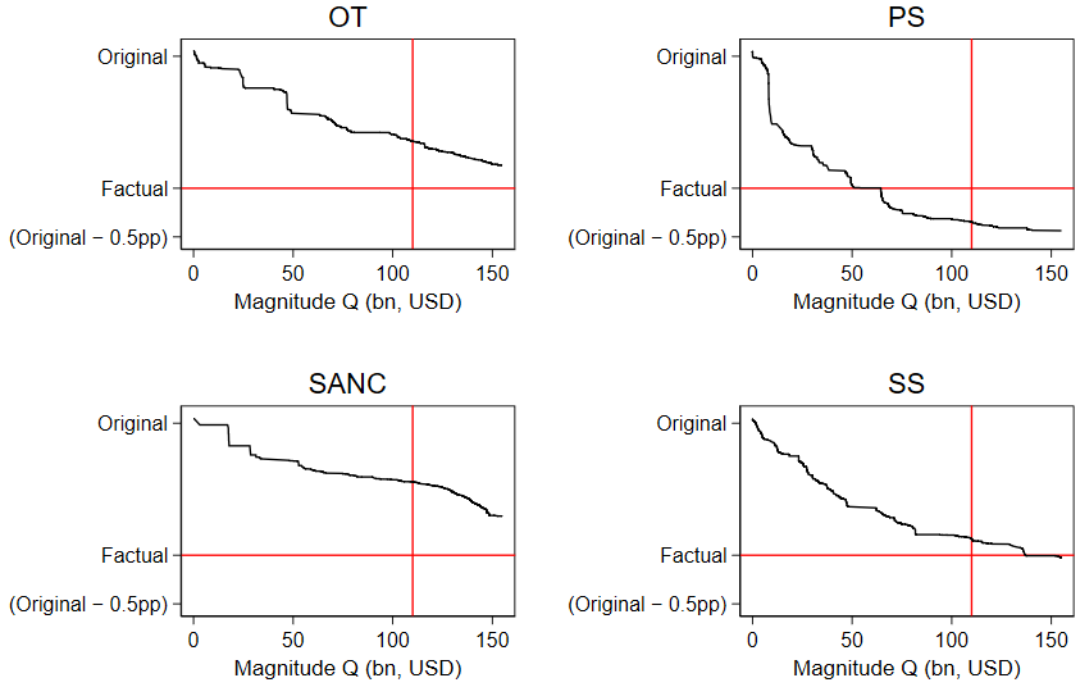 OT
Original
Factual
(Original − 0.5pp)
0 50 100 150
Magnitude Q (bn, USD)
PS
Original
Factual
(Original − 0.5pp)
0 50 100 150
Magnitude Q (bn, USD)
SANC
Original
Factual
(Original − 0.5pp)
0 50 100 150
Magnitude Q (bn, USD)
SS
Original
Factual
(Original − 0.5pp)
0 50 100 150
Magnitude Q (bn, USD)